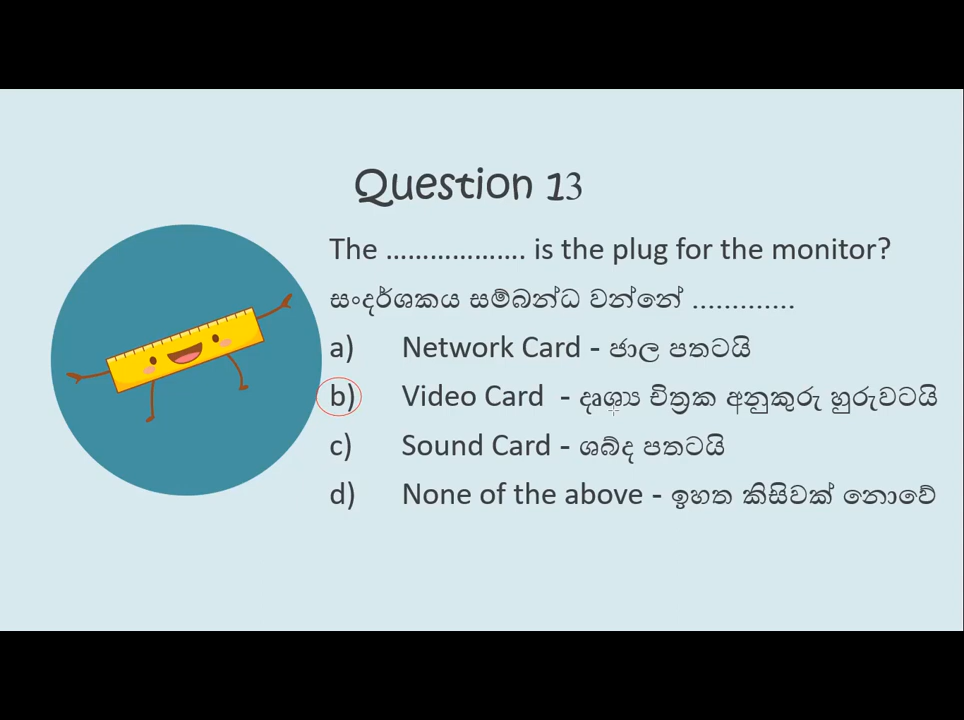 Question 13
The ................... is the plug for the monitor?
සංදර්ශකය සම්බන්ධ වන්නේ .............
a) Network Card - ජාල පතටයි
b) Video Card - දෘශ්‍ය චිත්‍රක අනුකුරු හුරුවටයි
c) Sound Card - ශබ්ද පතටයි
d) None of the above - ඉහත කිසිවක් නොවේ